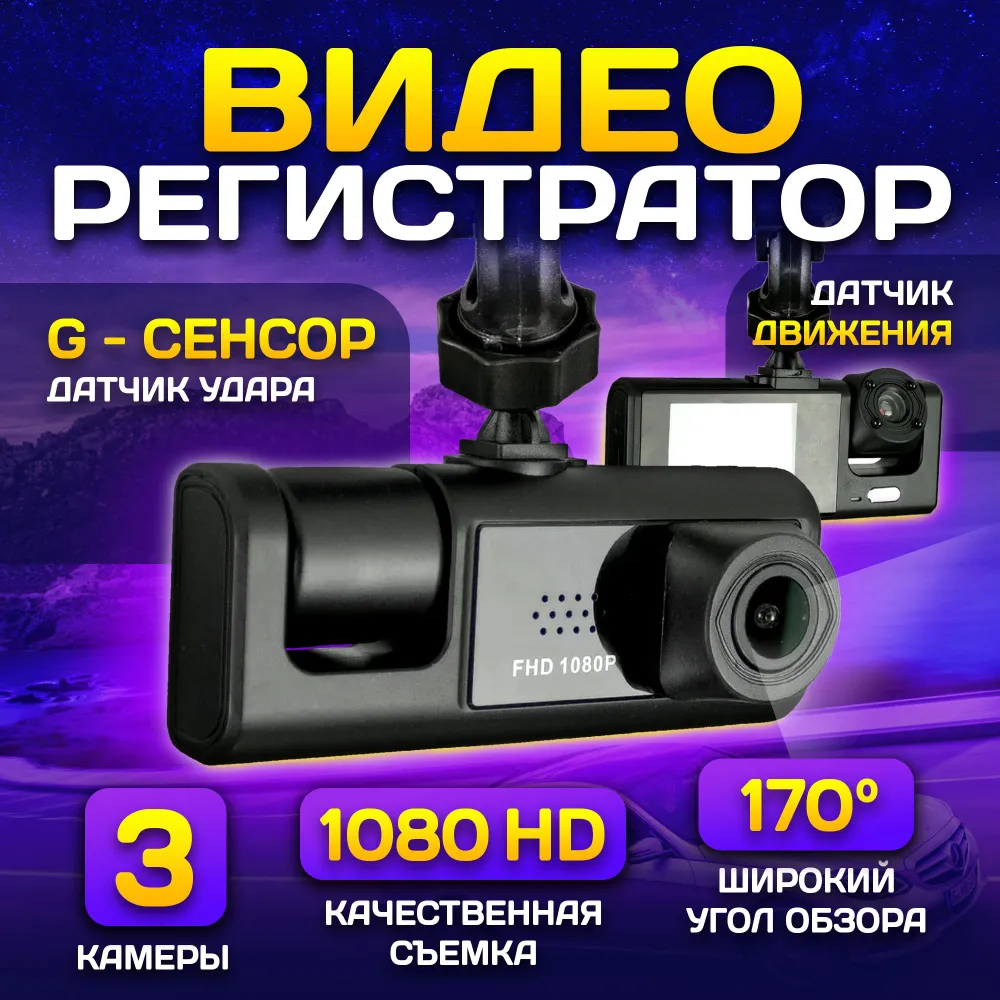 ВИДЕО
РЕГИСТРАТОР
G - СЕНСОР
ДАТЧИК УДАРА
ДАТЧИК
ДВИЖЕНИЯ
FHD 1080P
3
КАМЕРЫ
1080 HD
КАЧЕСТВЕННАЯ
СЪЕМКА
170°
ШИРОКИЙ
УГОЛ ОБЗОРА